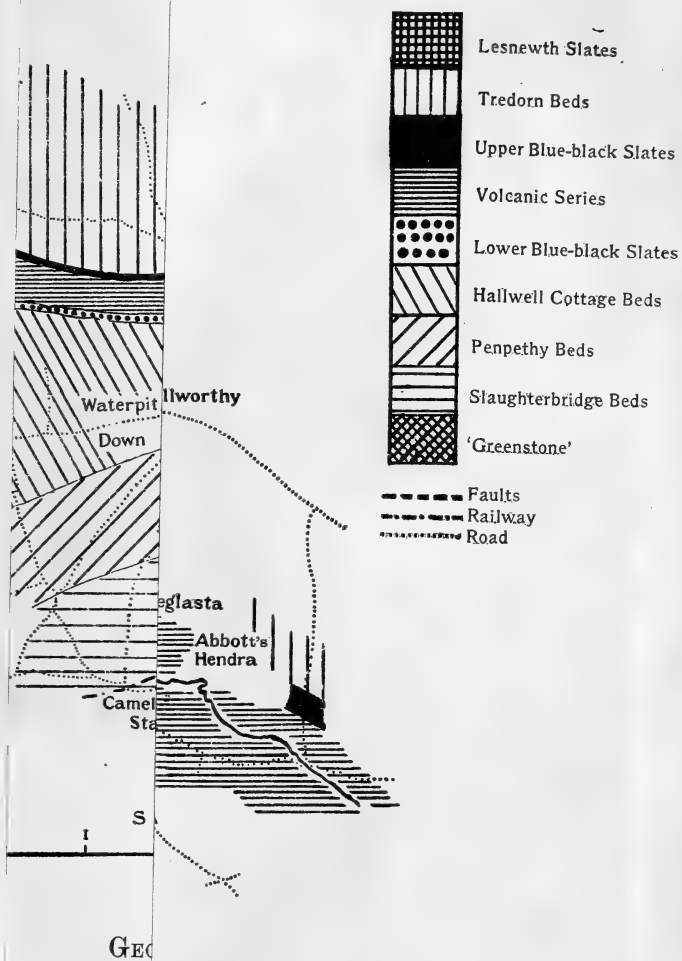 Lesnewth Slates
Tredorn Beds
Upper Blue-black Slates
Volcanic Series
Lower Blue-black Slates
Hallwell Cottage Beds
Penpethy Beds
Slaughterbridge Beds
'Greenstone'
Faults
Railway
Road
Waterpit
llworthy
Down
eglasta
Abbott's
Hendra
Camel
Sta
S
I
GEO